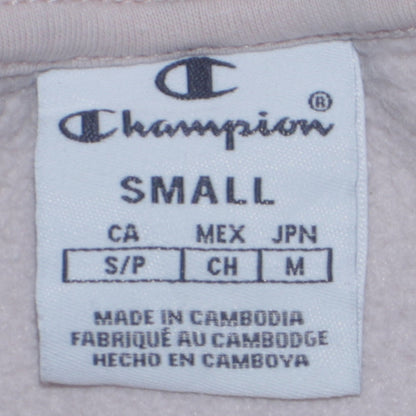 Champion®
SMALL
CA MEX JPN
S/P CH M
MADE IN CAMBODIA
FABRIQUÉ AU CAMBODGE
HECHO EN CAMBOYA